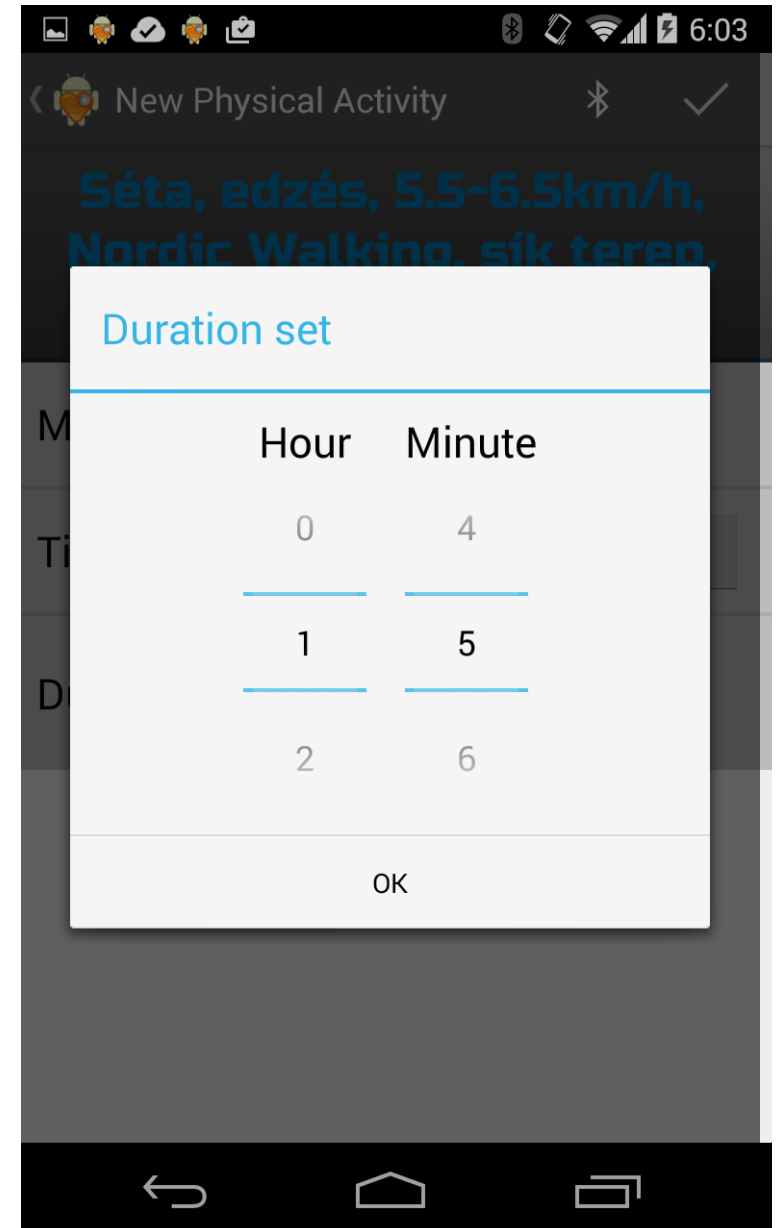 6:03
New Physical Activity
Séta, edzés, 5.5-6.5km/h,
Nordic Walking, sík terep,
Duration set
Hour Minute
0 4
1 5
2 6
OK